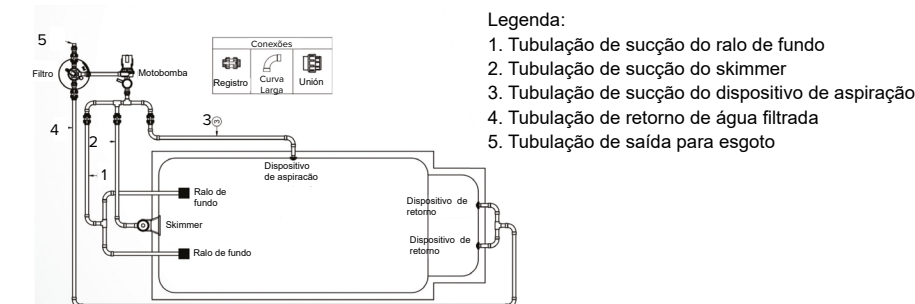 5
Filtro
Motobomba
Conexões
Registro
Curva
Larga
Unión
4
2
1
3
3
Dispositivo
de aspiracão
Ralo de
fundo
Skimmer
Ralo de fundo
Dispositivo de
retorno
Dispositivo de
retorno
Legenda:
1. Tubulação de sucção do ralo de fundo
2. Tubulação de sucção do skimmer
3. Tubulação de sucção do dispositivo de aspiração
4. Tubulação de retorno de água filtrada
5. Tubulação de saída para esgoto